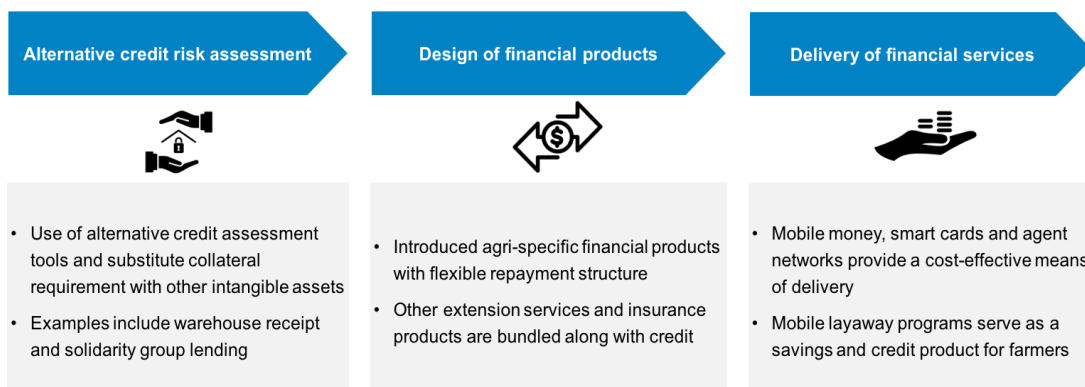 Alternative credit risk assessment
Design of financial products
Delivery of financial services
$
• Use of alternative credit assessment
tools and substitute collateral
requirement with other intangible assets
• Examples include warehouse receipt
and solidarity group lending
• Introduced agri-specific financial products
with flexible repayment structure
• Other extension services and insurance
products are bundled along with credit
• Mobile money, smart cards and agent
networks provide a cost-effective means
of delivery
• Mobile layaway programs serve as a
savings and credit product for farmers